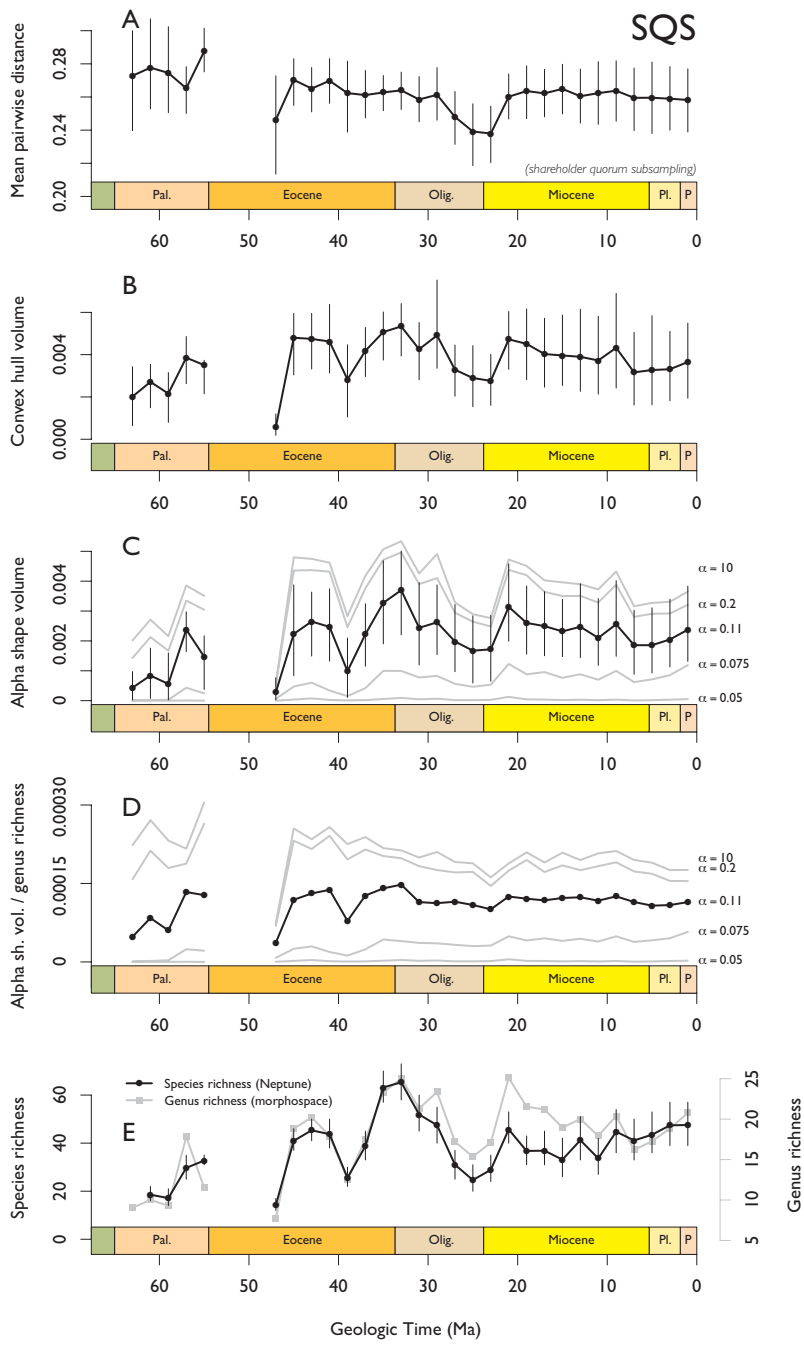 A
SQS
Mean pairwise distance
0.28
0.24
0.20
(shareholder quorum subsampling)
Pal.
Eocene
Olig.
Miocene
Pl.
P
60
50
40
30
20
10
0
B
Convex hull volume
0.004
0.000
Pal.
Eocene
Olig.
Miocene
Pl.
P
60
50
40
30
20
10
0
C
Alpha shape volume
0.004
0.002
0
α = 10
α = 0.2
α = 0.11
α = 0.075
α = 0.05
Pal.
Eocene
Olig.
Miocene
Pl.
P
60
50
40
30
20
10
0
D
Alpha sh. vol. / genus richness
0.00030
0.00015
0
α = 10
α = 0.2
α = 0.11
α = 0.075
α = 0.05
Pal.
Eocene
Olig.
Miocene
Pl.
P
60
50
40
30
20
10
0
Species richness (Neptune)
Genus richness (morphospace)
E
Species richness
60
40
20
0
25
20
15
10
5
Genus richness
Pal.
Eocene
Olig.
Miocene
Pl.
P
60
50
40
30
20
10
0
Geologic Time (Ma)